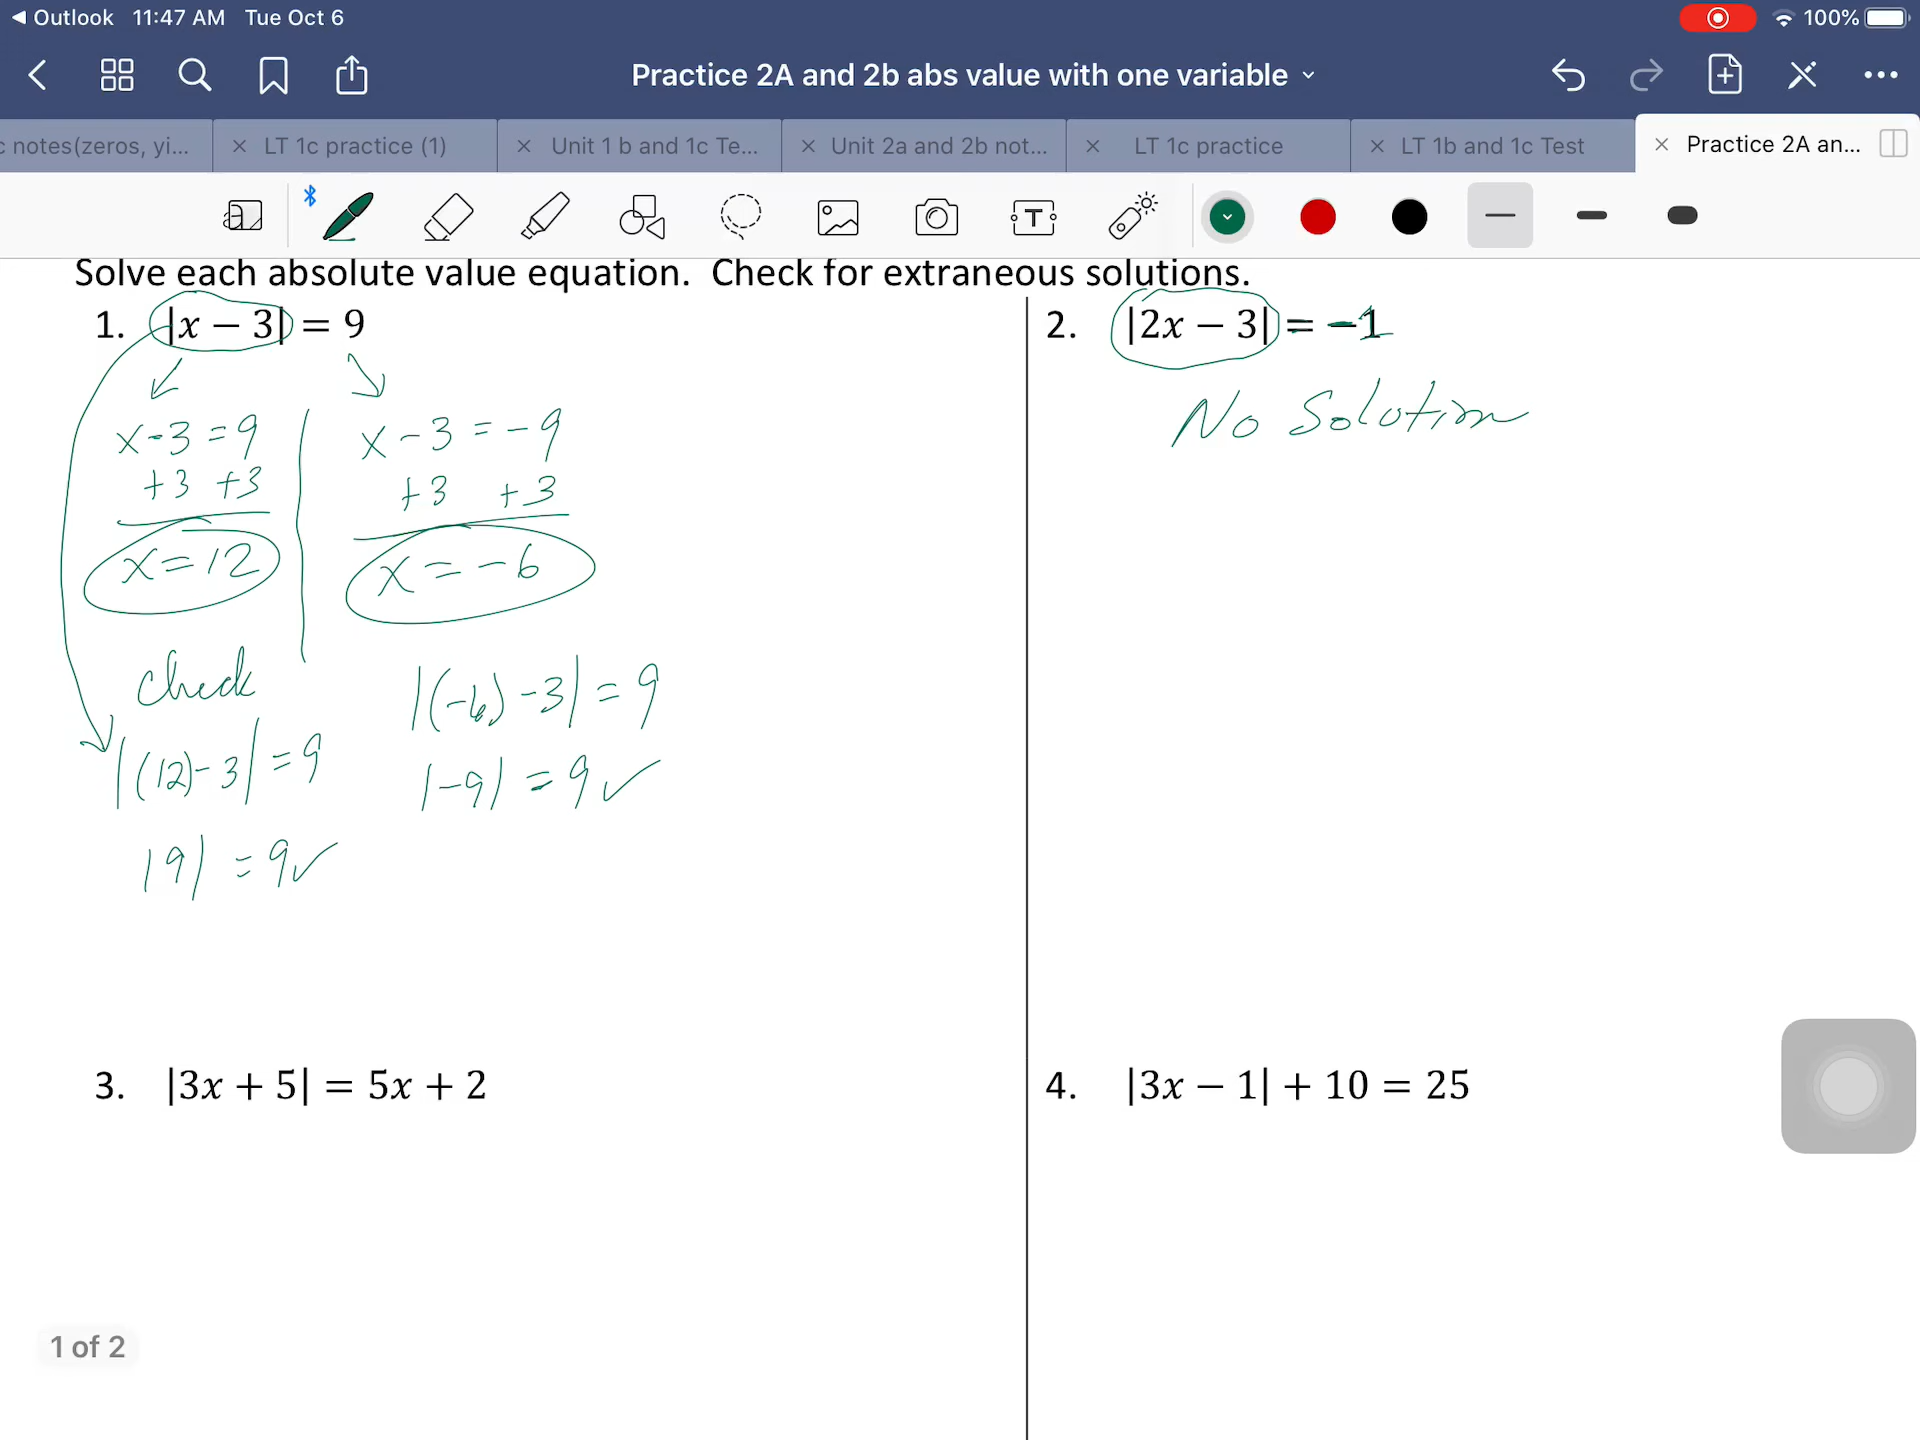 Outlook 11:47 AM Tue Oct 6 100%
Practice 2A and 2b abs value with one variable
c notes(zeros, yi... LT 1c practice (1) Unit 1 b and 1c Te... Unit 2a and 2b not... LT 1c practice LT 1b and 1c Test Practice 2A an...
Solve each absolute value equation. Check for extraneous solutions.
1. |x − 3| = 9
x-3=9
+3 +3
x=12
x-3=-9
+3 +3
x=-6
check
|(12)-3|=9
|9|=9✓
|(-6)-3|=9
|-9|=9✓
2. |2x − 3| = −1
No Solution
3. |3x + 5| = 5x + 2
4. |3x − 1| + 10 = 25
1 of 2